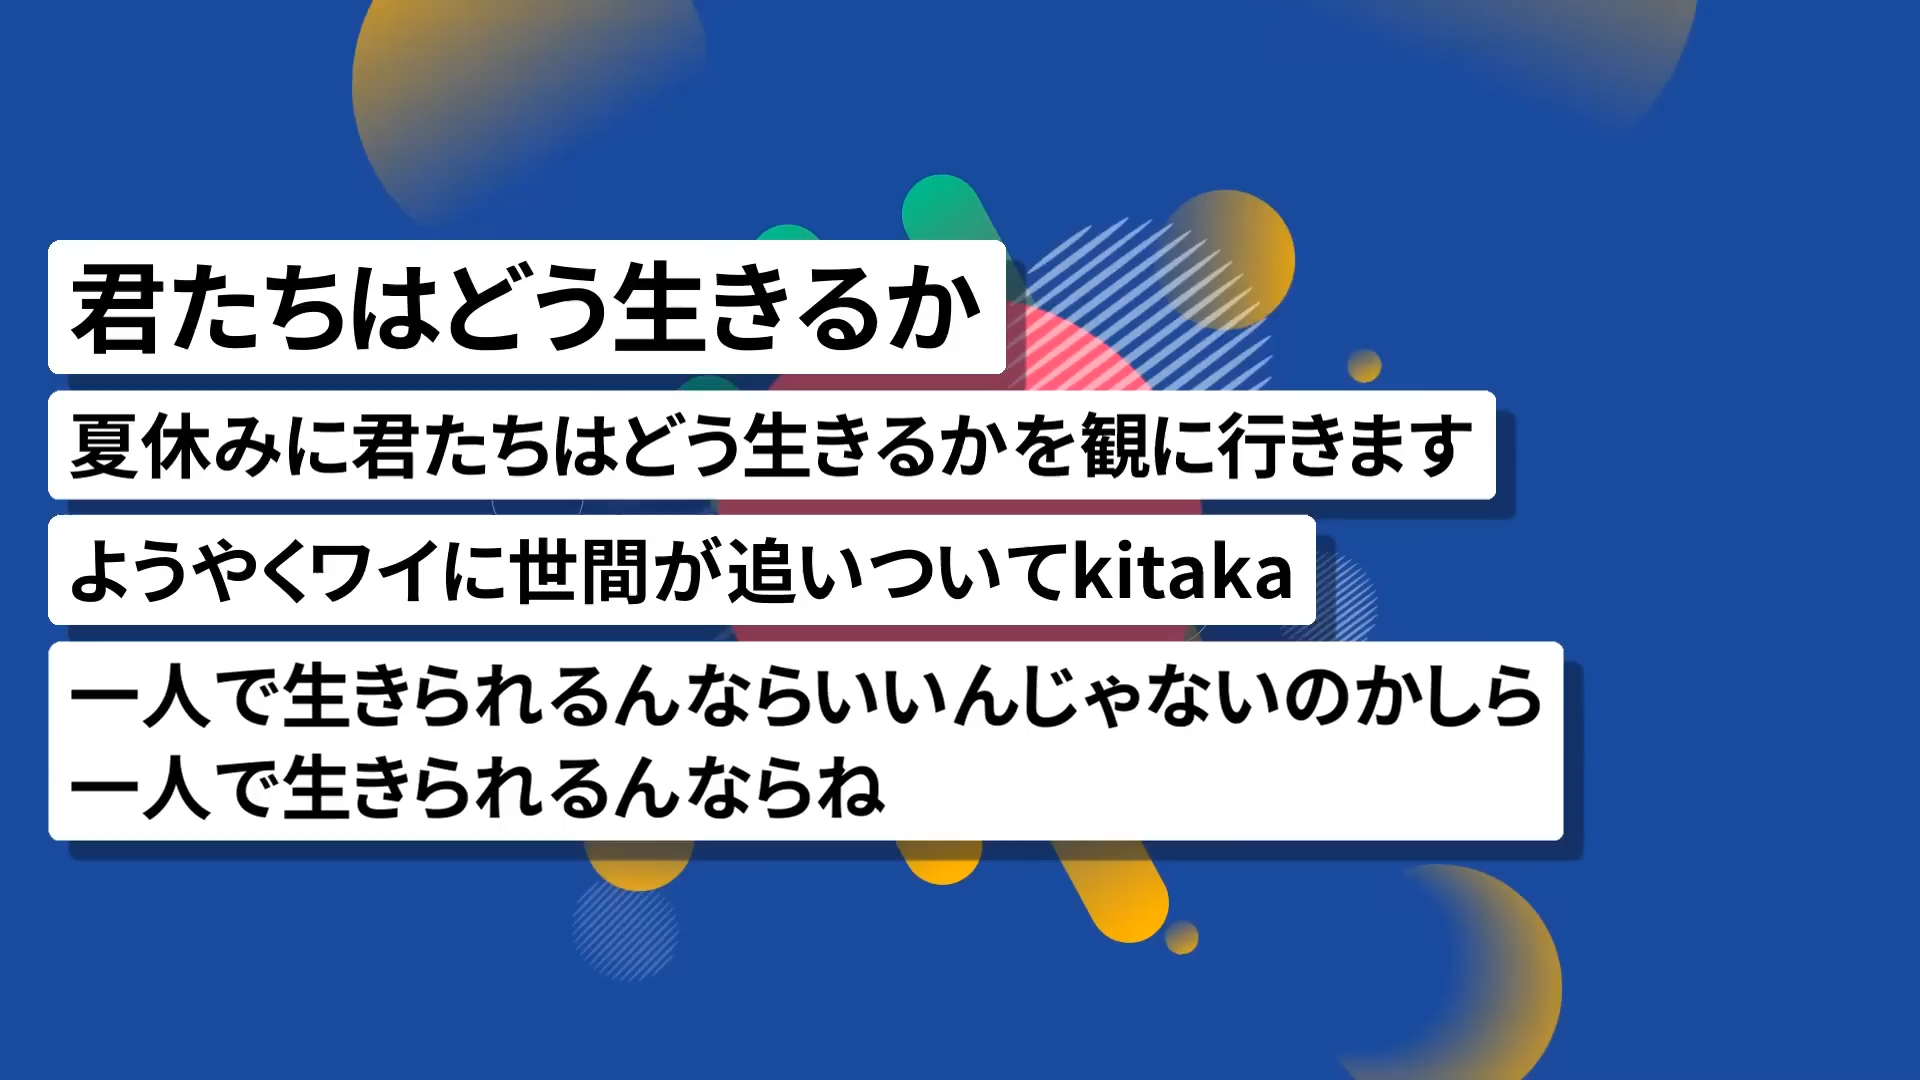 君たちはどう生きるか
夏休みに君たちはどう生きるかを観に行きます
ようやくワイに世間が追いついてkitaka
一人で生きられるんならいいんじゃないのかしら
一人で生きられるんならね